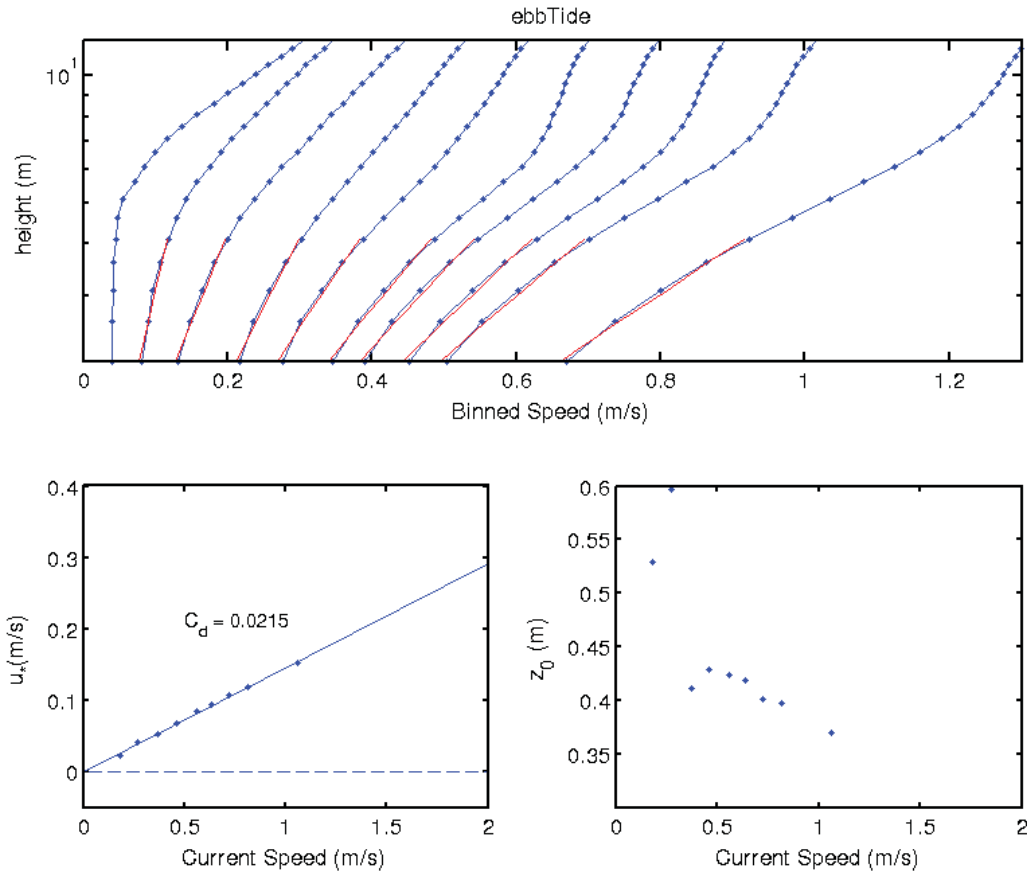 ebbTide
10¹
height (m)
0 0.2 0.4 0.6 0.8 1 1.2
Binned Speed (m/s)
0.4
0.3
0.2
0.1
0
u*(m/s)
C_d = 0.0215
0 0.5 1 1.5 2
Current Speed (m/s)
0.6
0.55
0.5
0.45
0.4
0.35
z_0 (m)
0 0.5 1 1.5 2
Current Speed (m/s)